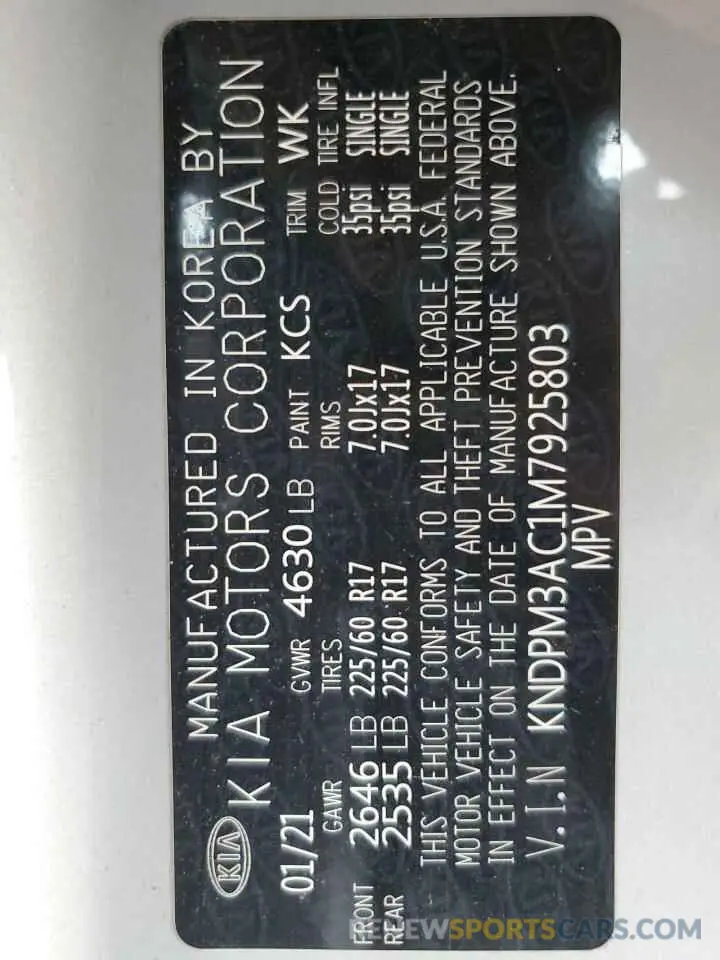 MANUFACTURED IN KOREA BY
KIA KIA MOTORS CORPORATION
01/21 GVWR 4630 LB PAINT KCS TRIM WK
GAWR TIRES RIMS COLD TIRE INFL
FRONT 2646 LB 225/60 R17 7.0Jx17 35psi SINGLE
REAR 2535 LB 225/60 R17 7.0Jx17 35psi SINGLE
THIS VEHICLE CONFORMS TO ALL APPLICABLE U.S.A. FEDERAL
MOTOR VEHICLE SAFETY AND THEFT PREVENTION STANDARDS
IN EFFECT ON THE DATE OF MANUFACTURE SHOWN ABOVE.
V.I.N KNDPM3AC1M7925803
MPV
RENEWSPORTSCARS.COM